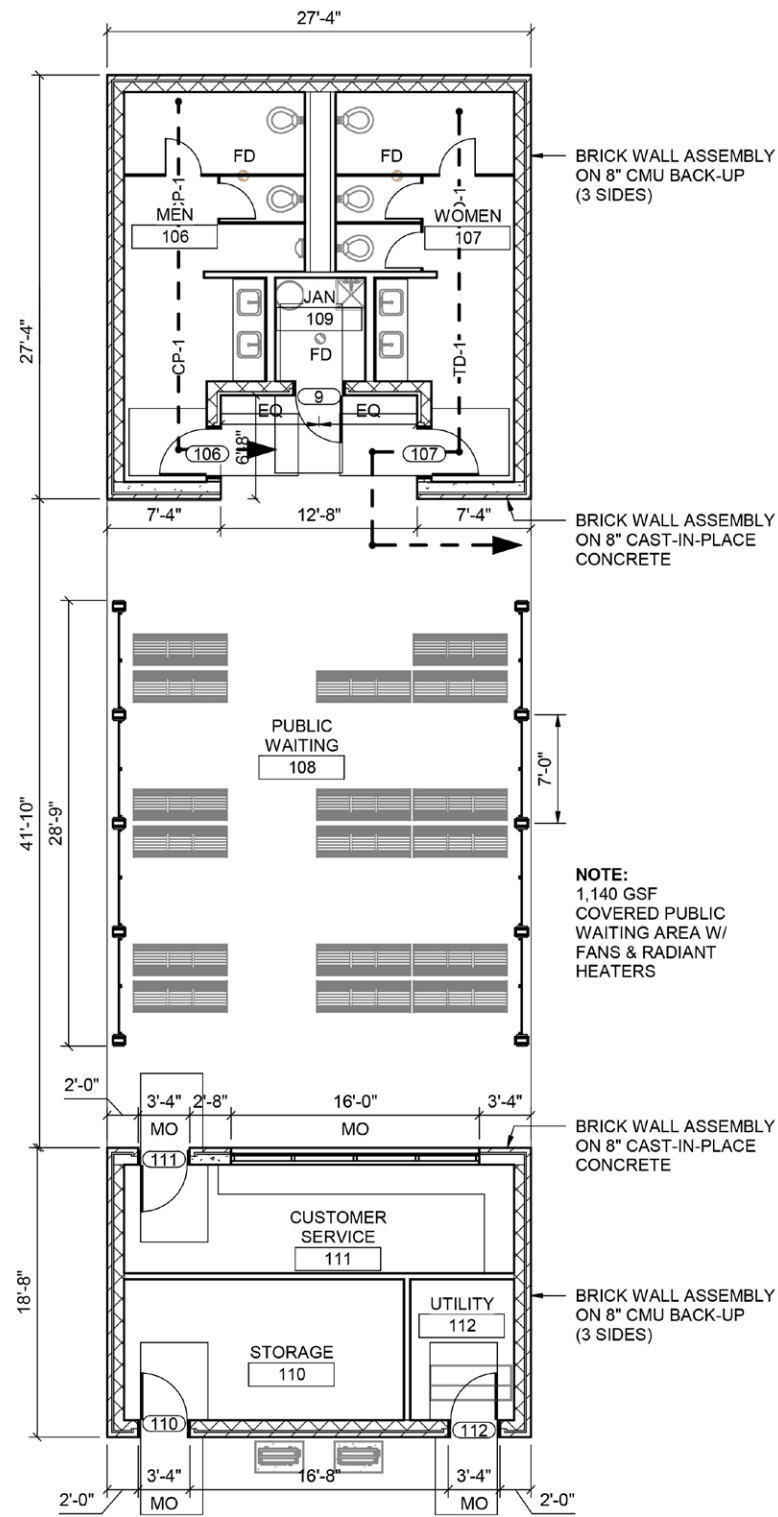 27'-4"
BRICK WALL ASSEMBLY
ON 8" CMU BACK-UP
(3 SIDES)
FD
FD
CP-1
MEN
106
WOMEN
107
JAN
109
FD
27'-4"
CP-1
TD-1
9
EQ
EQ
106
107
7'-4"
12'-8"
7'-4"
BRICK WALL ASSEMBLY
ON 8" CAST-IN-PLACE
CONCRETE
PUBLIC
WAITING
108
7'-0"
41'-10"
28'-9"
NOTE:
1,140 GSF
COVERED PUBLIC
WAITING AREA W/
FANS & RADIANT
HEATERS
2'-0"
3'-4"
2'-8"
16'-0"
3'-4"
MO
MO
BRICK WALL ASSEMBLY
ON 8" CAST-IN-PLACE
CONCRETE
111
CUSTOMER
SERVICE
111
18'-8"
UTILITY
112
BRICK WALL ASSEMBLY
ON 8" CMU BACK-UP
(3 SIDES)
STORAGE
110
110
112
3'-4"
16'-8"
3'-4"
2'-0"
MO
MO
2'-0"